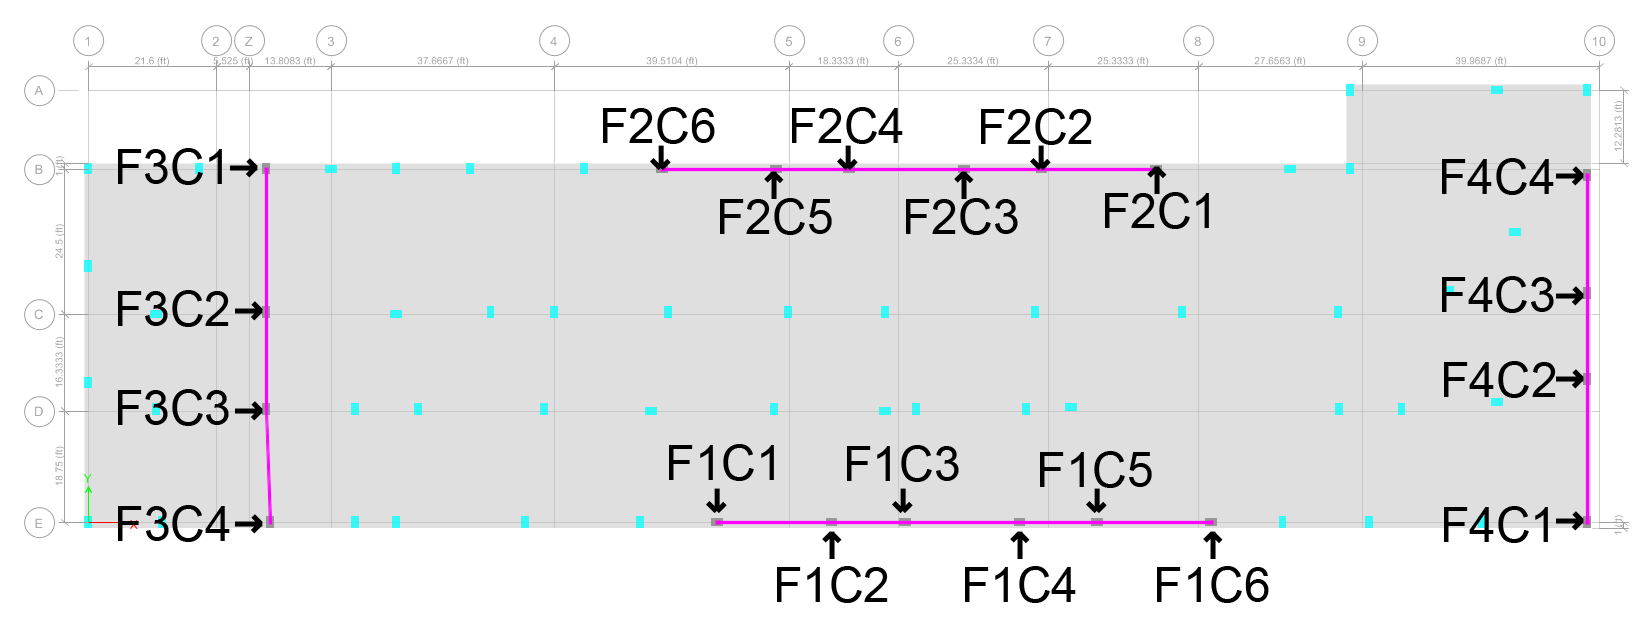 1 2 Z 3 4 5 6 7 8 9 10
21.6 (ft) 5.525 (ft) 13.8083 (ft) 37.6667 (ft) 39.5104 (ft) 18.3333 (ft) 25.3334 (ft) 25.3333 (ft) 27.6563 (ft) 39.9687 (ft)
A
12.2813 (ft)
F2C6 F2C4 F2C2
B F3C1 F4C4
F2C5 F2C3 F2C1
24.5 (ft)
F4C3
C F3C2
16.3333 (ft)
F4C2
D F3C3
18.75 (ft)
F1C1 F1C3 F1C5
Y
X
E F3C4 F4C1
F1C2 F1C4 F1C6